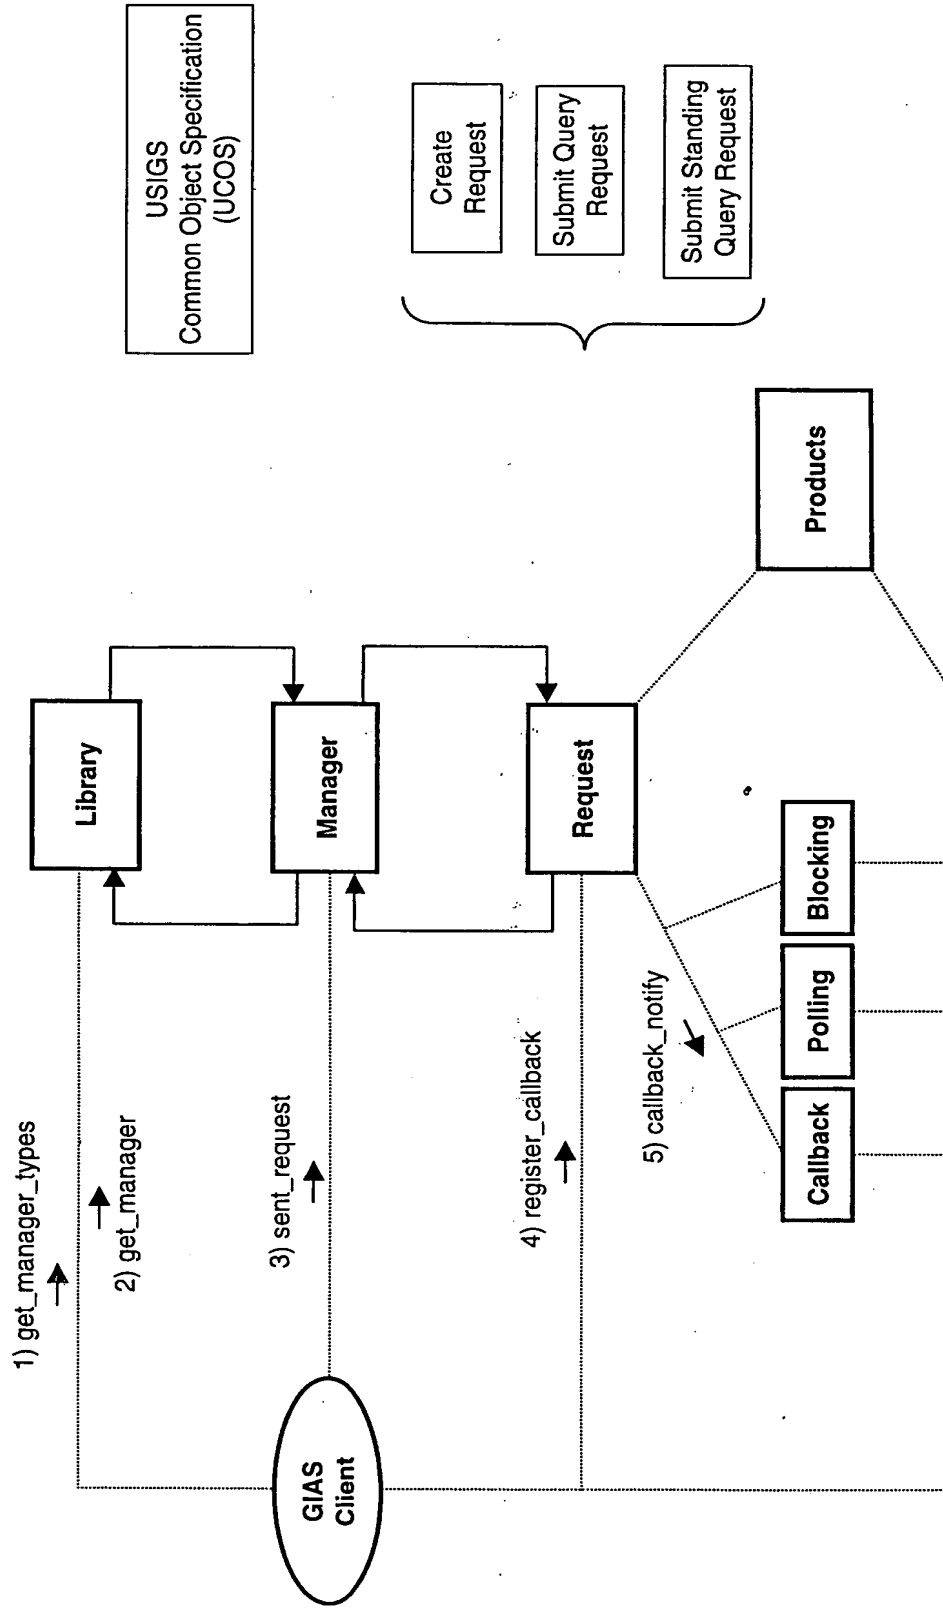 USIGS
Common Object Specification
(UCOS)
1) get_manager_types
2) get_manager
Library
GIAS
Client
3) sent_request
Manager
Create
Request
Submit Query
Request
Submit Standing
Query Request
4) register_callback
Request
5) callback_notify
Products
Callback
Polling
Blocking